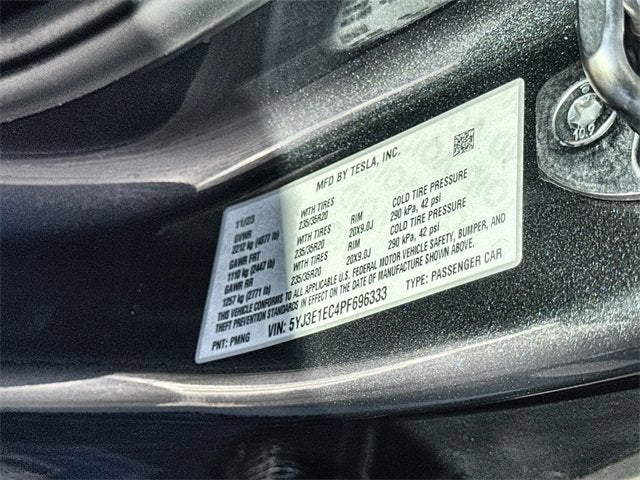 MFD BY TESLA, INC.
11/23
GVWR
2212 kg (4877 lb)
GAWR FRT WITH TIRES RIM COLD TIRE PRESSURE
1110 kg (2447 lb) 235/35R20 20X9.0J 290 kPa, 42 psi
GAWR RR WITH TIRES RIM COLD TIRE PRESSURE
1257 kg (2771 lb) 235/35R20 20X9.0J 290 kPa, 42 psi
THIS VEHICLE CONFORMS TO ALL APPLICABLE U.S. FEDERAL MOTOR VEHICLE SAFETY, BUMPER, AND
THEFT PREVENTION STANDARDS IN EFFECT ON THE DATE OF MANUFACTURE SHOWN ABOVE.
VIN: 5YJ3E1EC4PF696333 TYPE: PASSENGER CAR
PNT: PMNG
10.9